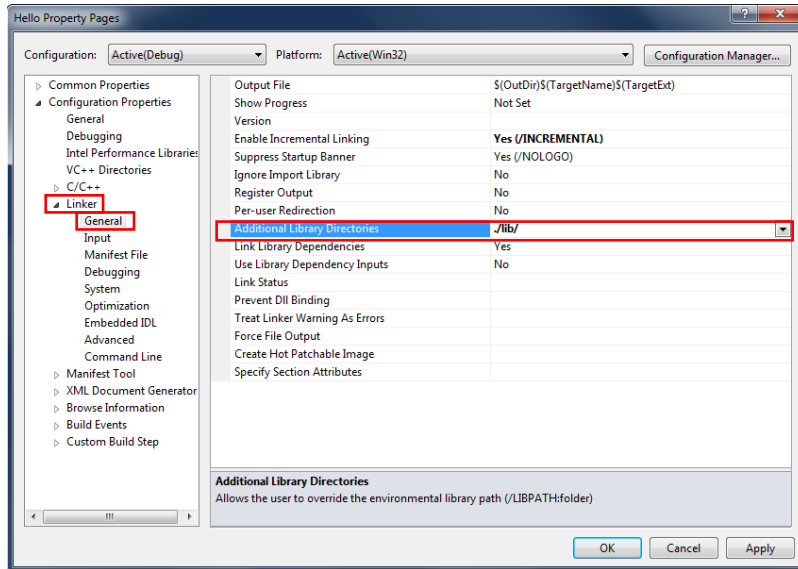 Hello Property Pages
Configuration: Active(Debug) Platform: Active(Win32) Configuration Manager...
Common Properties
Configuration Properties
General
Debugging
Intel Performance Libraries
VC++ Directories
C/C++
Linker
General
Input
Manifest File
Debugging
System
Optimization
Embedded IDL
Advanced
Command Line
Manifest Tool
XML Document Generator
Browse Information
Build Events
Custom Build Step
Output File $(OutDir)$(TargetName)$(TargetExt)
Show Progress Not Set
Version
Enable Incremental Linking Yes (/INCREMENTAL)
Suppress Startup Banner Yes (/NOLOGO)
Ignore Import Library No
Register Output No
Per-user Redirection No
Additional Library Directories ./lib/
Link Library Dependencies Yes
Use Library Dependency Inputs No
Link Status
Prevent Dll Binding
Treat Linker Warning As Errors
Force File Output
Create Hot Patchable Image
Specify Section Attributes
Additional Library Directories
Allows the user to override the environmental library path (/LIBPATH:folder)
OK Cancel Apply